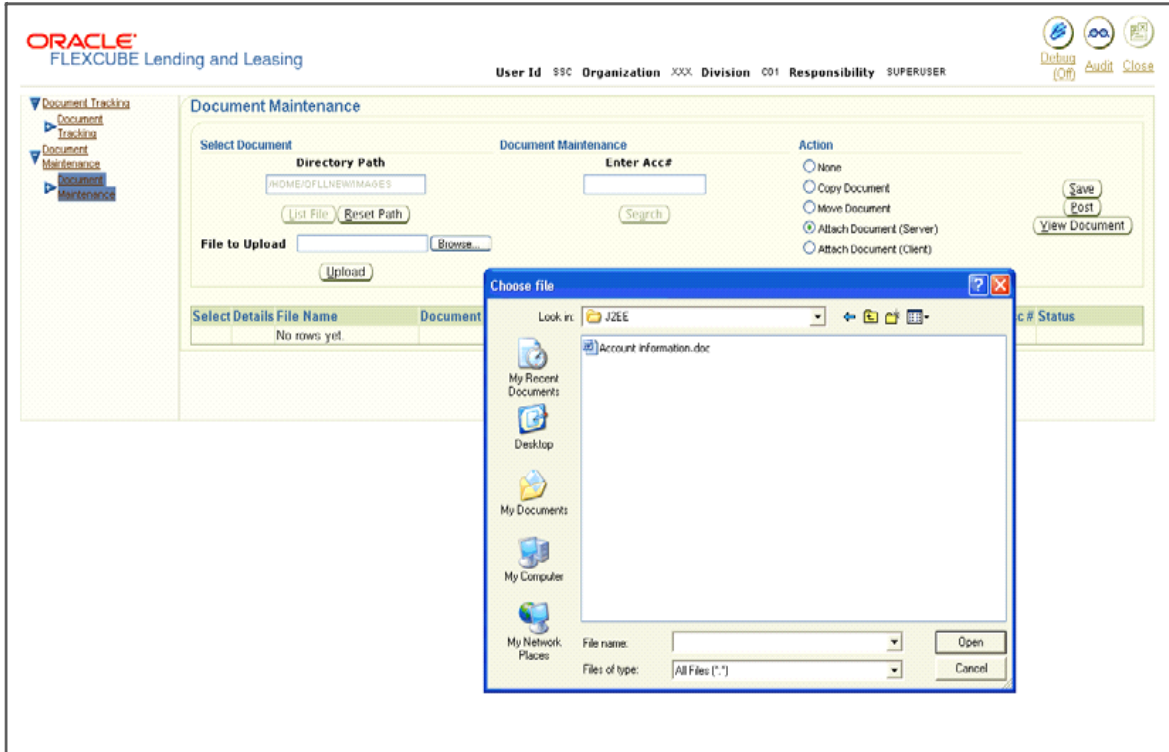 ORACLE
FLEXCUBE Lending and Leasing
User Id SSC Organization XXX Division C01 Responsibility SUPERUSER
Debug (Off)
Audit
Close
Document Tracking
Document Tracking
Document Maintenance
Document Maintenance
Document Maintenance
Select Document
Directory Path
/HOME/OFLLNEW/IMAGES
List File Reset Path
File to Upload Browse...
Upload
Document Maintenance
Enter Acc#
Search
Action
None
Copy Document
Move Document
Attach Document (Server)
Attach Document (Client)
Save
Post
View Document
Select Details File Name Document c # Status
No rows yet.
Choose file
Look in: J2EE
Account information.doc
My Recent Documents
Desktop
My Documents
My Computer
My Network Places
File name: Open
Files of type: All Files (*.*) Cancel